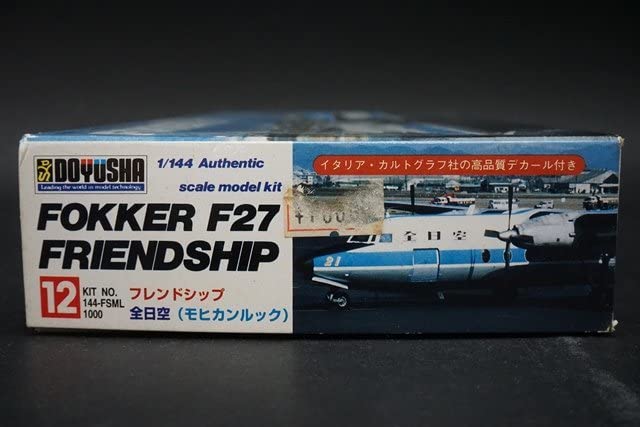 DOYUSHA
Leading the world in model technology.
1/144 Authentic
scale model kit
FOKKER F27
FRIENDSHIP
12
KIT NO.
144-FSML
1000
フレンドシップ
全日空（モヒカンルック）
イタリア・カルトグラフ社の高品質デカール付き
全日空
21